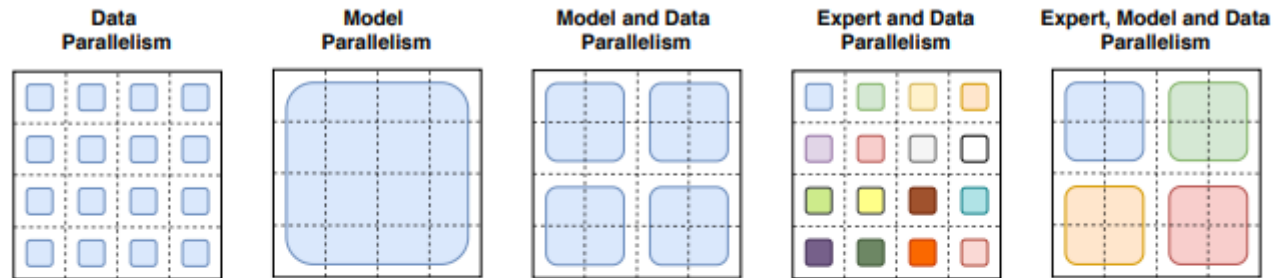 Data
Parallelism
Model
Parallelism
Model and Data
Parallelism
Expert and Data
Parallelism
Expert, Model and Data
Parallelism